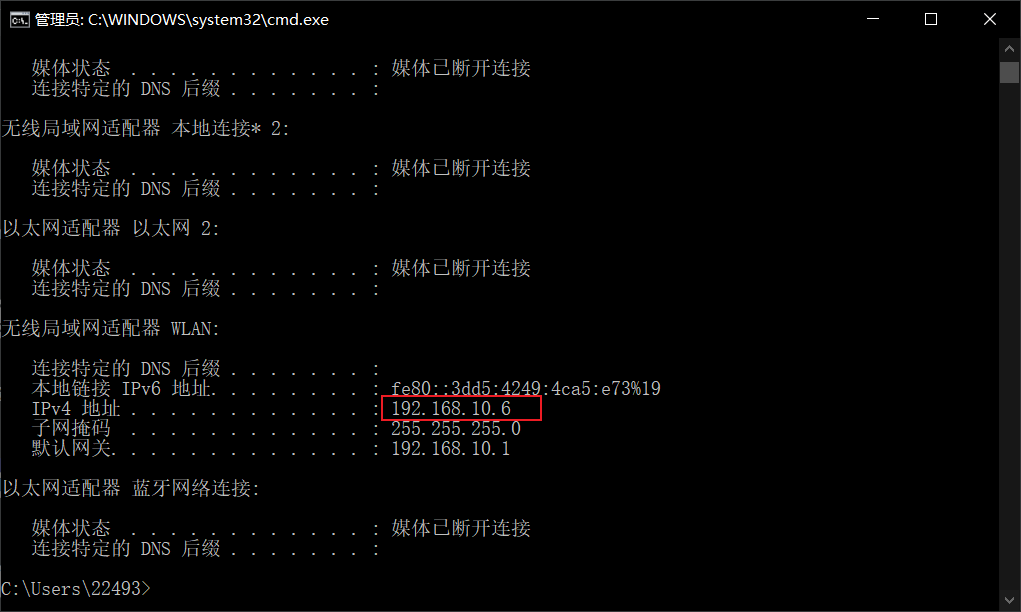 管理员: C:\WINDOWS\system32\cmd.exe
媒体状态 . . . . . . . . . . . . : 媒体已断开连接
连接特定的 DNS 后缀 . . . . . . . :
无线局域网适配器 本地连接* 2:
媒体状态 . . . . . . . . . . . . : 媒体已断开连接
连接特定的 DNS 后缀 . . . . . . . :
以太网适配器 以太网 2:
媒体状态 . . . . . . . . . . . . : 媒体已断开连接
连接特定的 DNS 后缀 . . . . . . . :
无线局域网适配器 WLAN:
连接特定的 DNS 后缀 . . . . . . . :
本地链接 IPv6 地址. . . . . . . . : fe80::3dd5:4249:4ca5:e73%19
IPv4 地址 . . . . . . . . . . . . : 192.168.10.6
子网掩码 . . . . . . . . . . . . : 255.255.255.0
默认网关. . . . . . . . . . . . . : 192.168.10.1
以太网适配器 蓝牙网络连接:
媒体状态 . . . . . . . . . . . . : 媒体已断开连接
连接特定的 DNS 后缀 . . . . . . . :
C:\Users\22493>